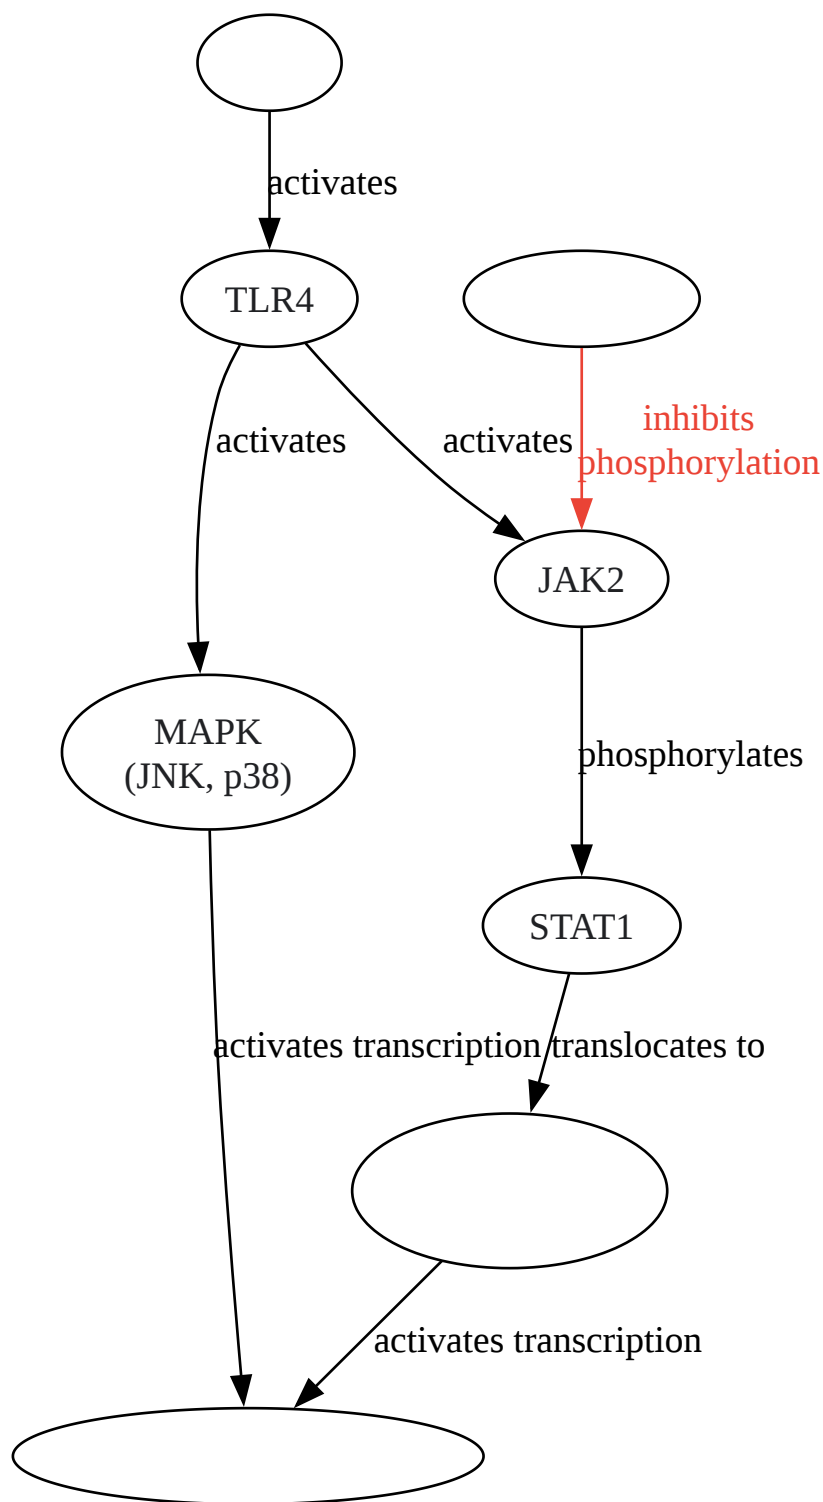 activates
TLR4
inhibits
phosphorylation
activates
activates
JAK2
MAPK
(JNK, p38)
phosphorylates
STAT1
activates transcription
translocates to
activates transcription